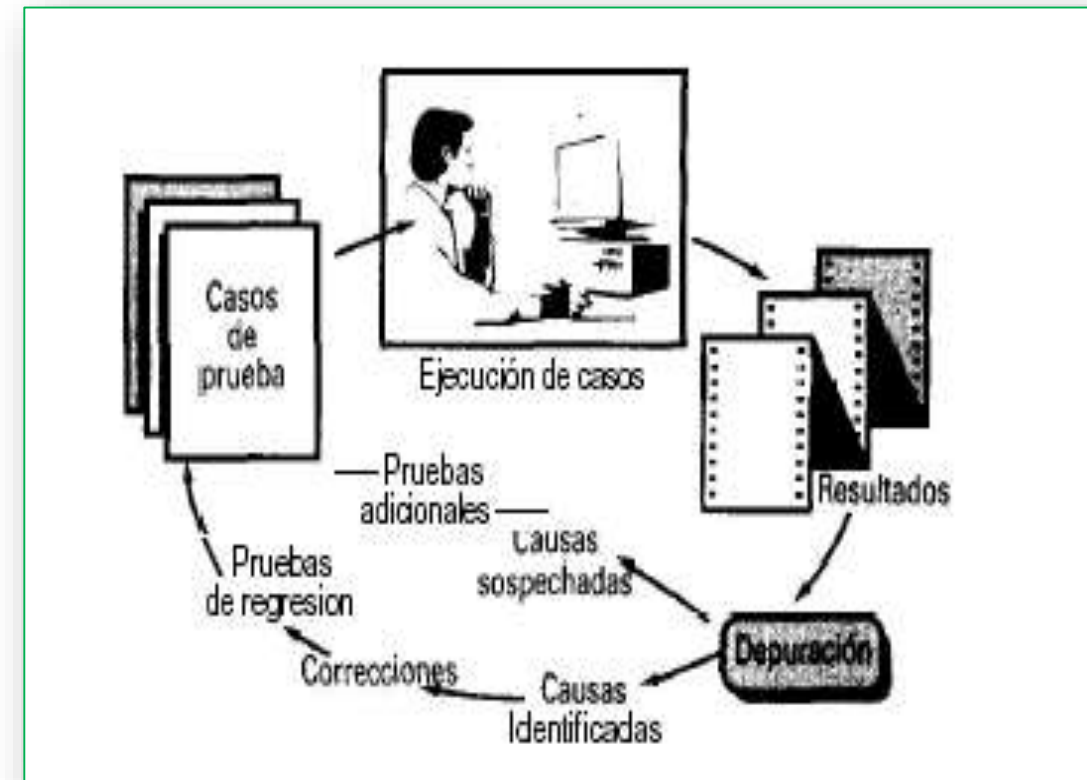 Casos
de
prueba
Ejecución de casos
Resultados
Pruebas
adicionales
Causas
sospechadas
Pruebas
de regresion
Depuración
Correcciones
Causas
Identificadas